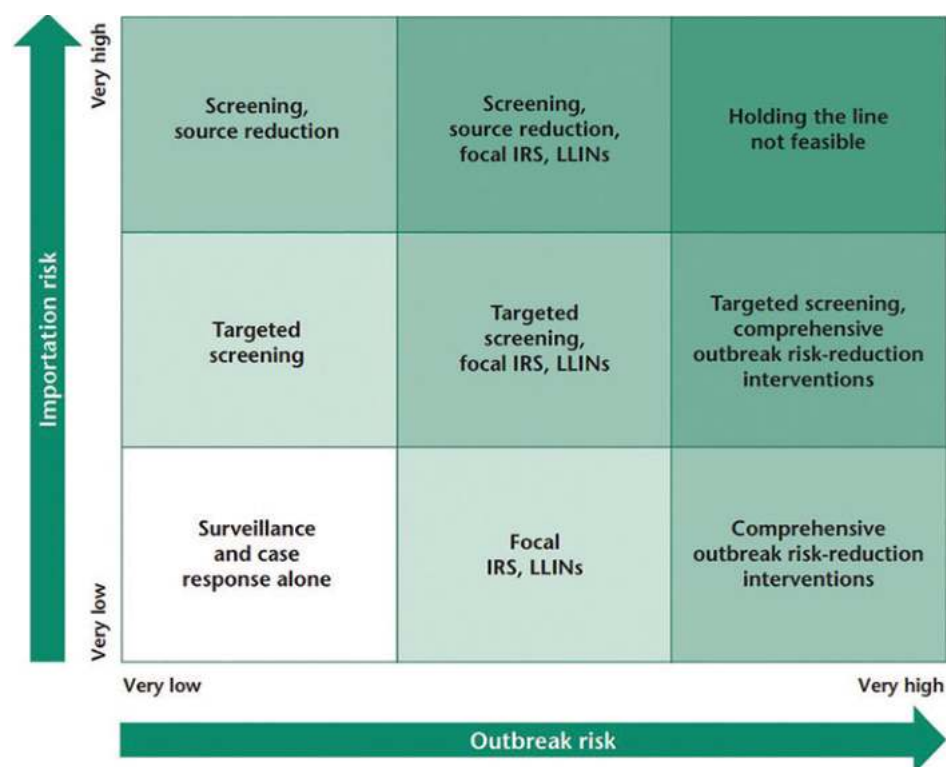 Very high
Screening,
source reduction
Screening,
source reduction,
focal IRS, LLINs
Holding the line
not feasible
Importation risk
Targeted
screening
Targeted
screening,
focal IRS, LLINs
Targeted screening,
comprehensive
outbreak risk-reduction
interventions
Very low
Surveillance
and case
response alone
Focal
IRS, LLINs
Comprehensive
outbreak risk-reduction
interventions
Very low
Very high
Outbreak risk